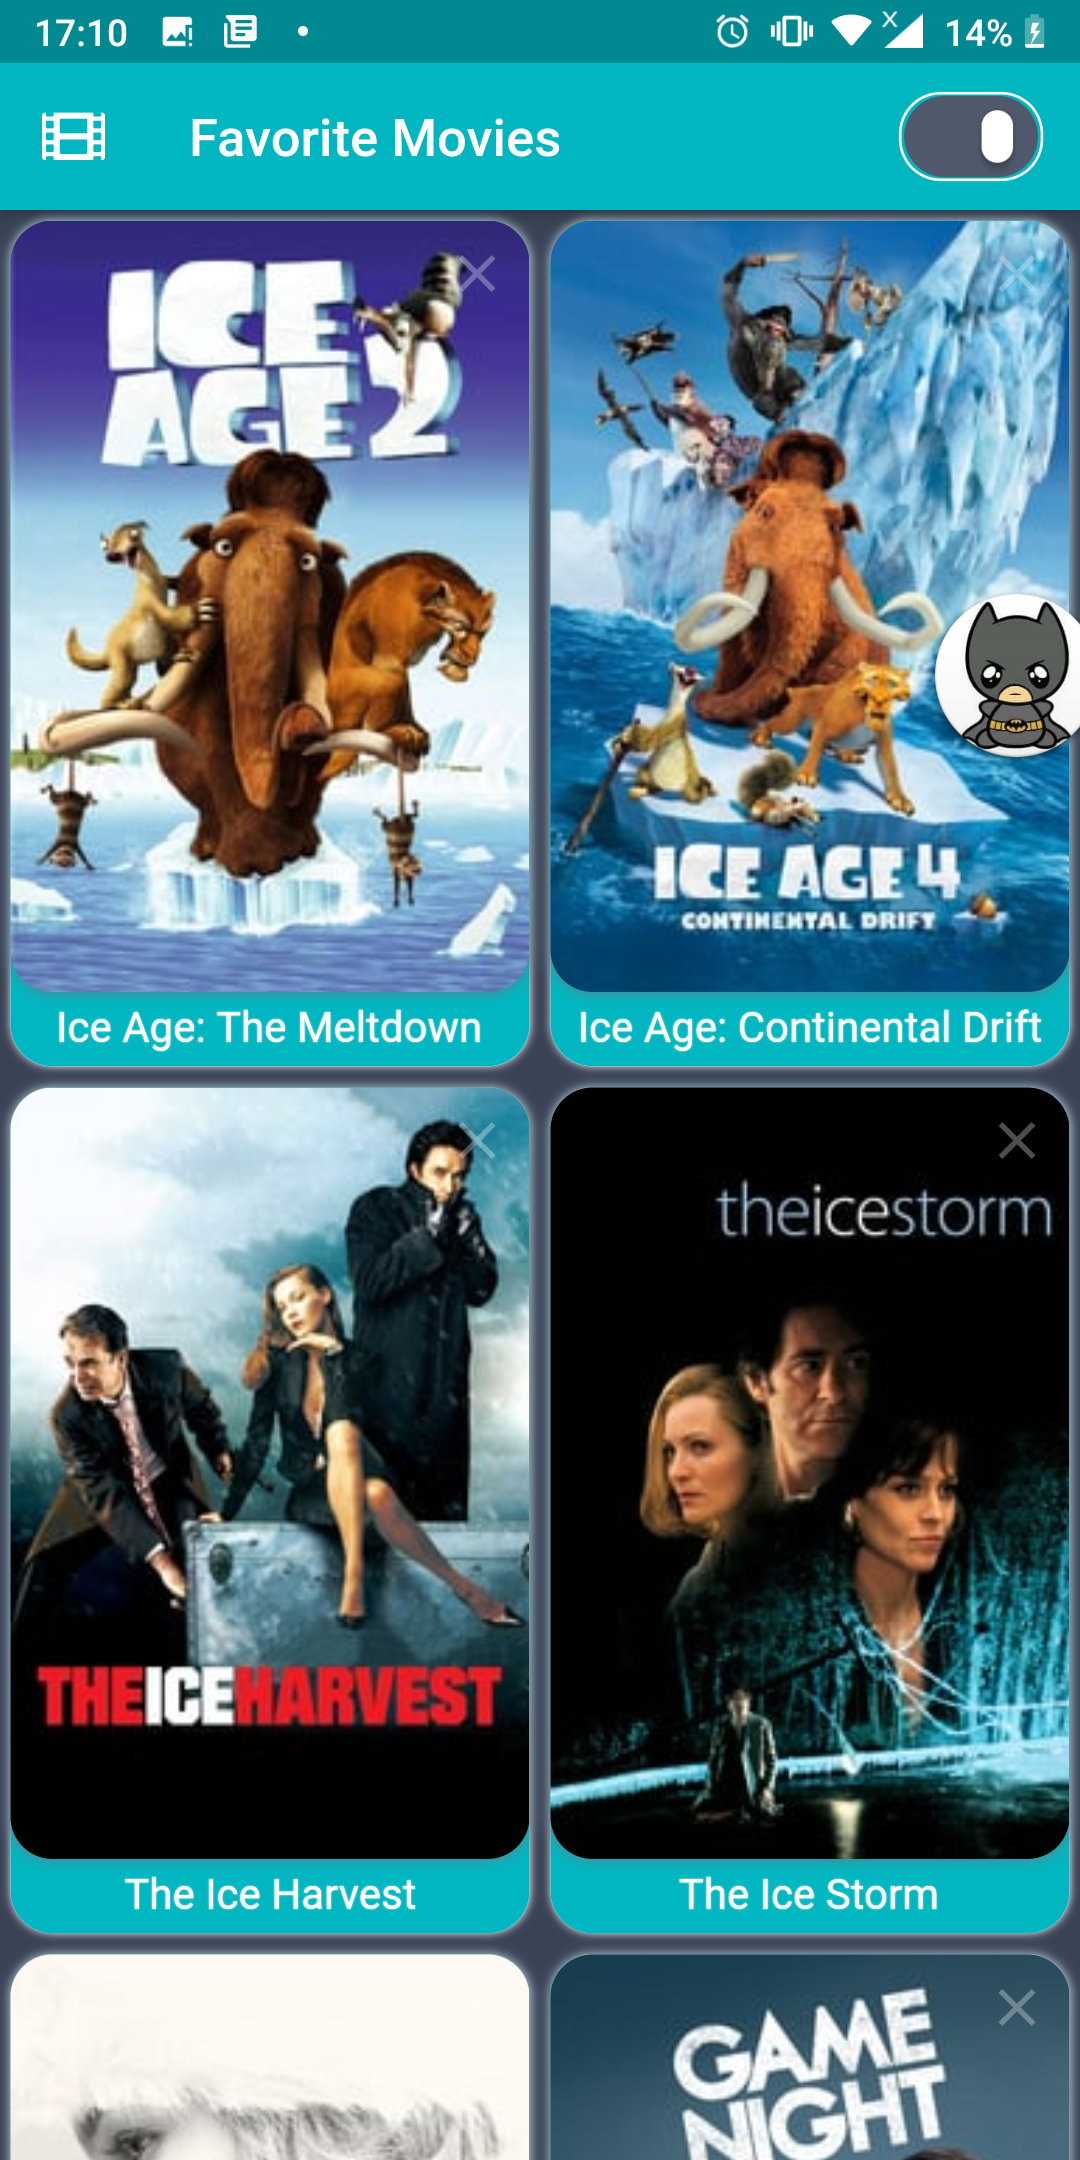 17:10
14%
Favorite Movies
ICE
AGE 2
ICE AGE 4
CONTINENTAL DRIFT
Ice Age: The Meltdown
Ice Age: Continental Drift
theicestorm
THEICEHARVEST
The Ice Harvest
The Ice Storm
GAME
NIGHT